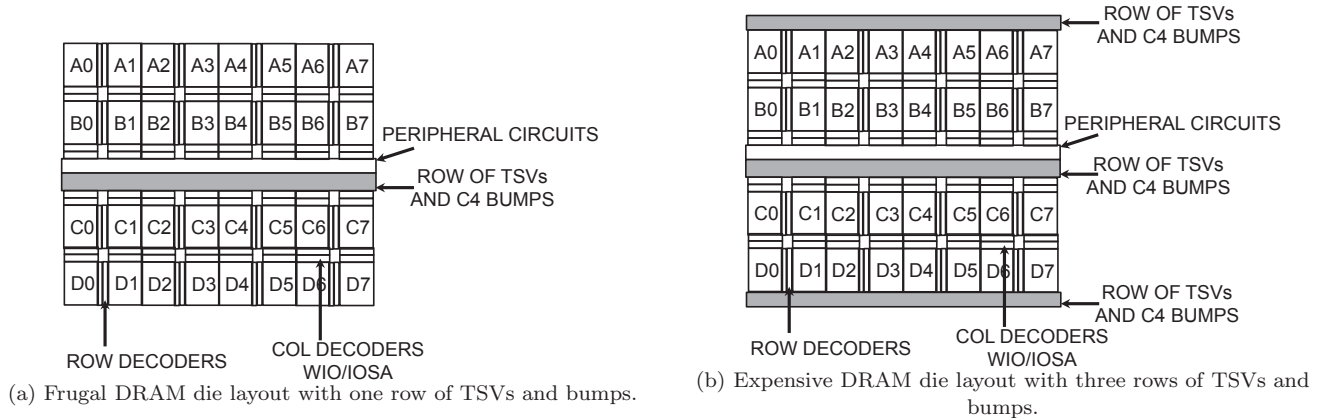 A0 A1 A2 A3 A4 A5 A6 A7
B0 B1 B2 B3 B4 B5 B6 B7
PERIPHERAL CIRCUITS
ROW OF TSVs
AND C4 BUMPS
C0 C1 C2 C3 C4 C5 C6 C7
D0 D1 D2 D3 D4 D5 D6 D7
ROW DECODERS
COL DECODERS
WIO/IOSA
(a) Frugal DRAM die layout with one row of TSVs and bumps.
ROW OF TSVs
AND C4 BUMPS
A0 A1 A2 A3 A4 A5 A6 A7
B0 B1 B2 B3 B4 B5 B6 B7
PERIPHERAL CIRCUITS
ROW OF TSVs
AND C4 BUMPS
C0 C1 C2 C3 C4 C5 C6 C7
D0 D1 D2 D3 D4 D5 D6 D7
ROW OF TSVs
AND C4 BUMPS
ROW DECODERS
COL DECODERS
WIO/IOSA
(b) Expensive DRAM die layout with three rows of TSVs and
bumps.